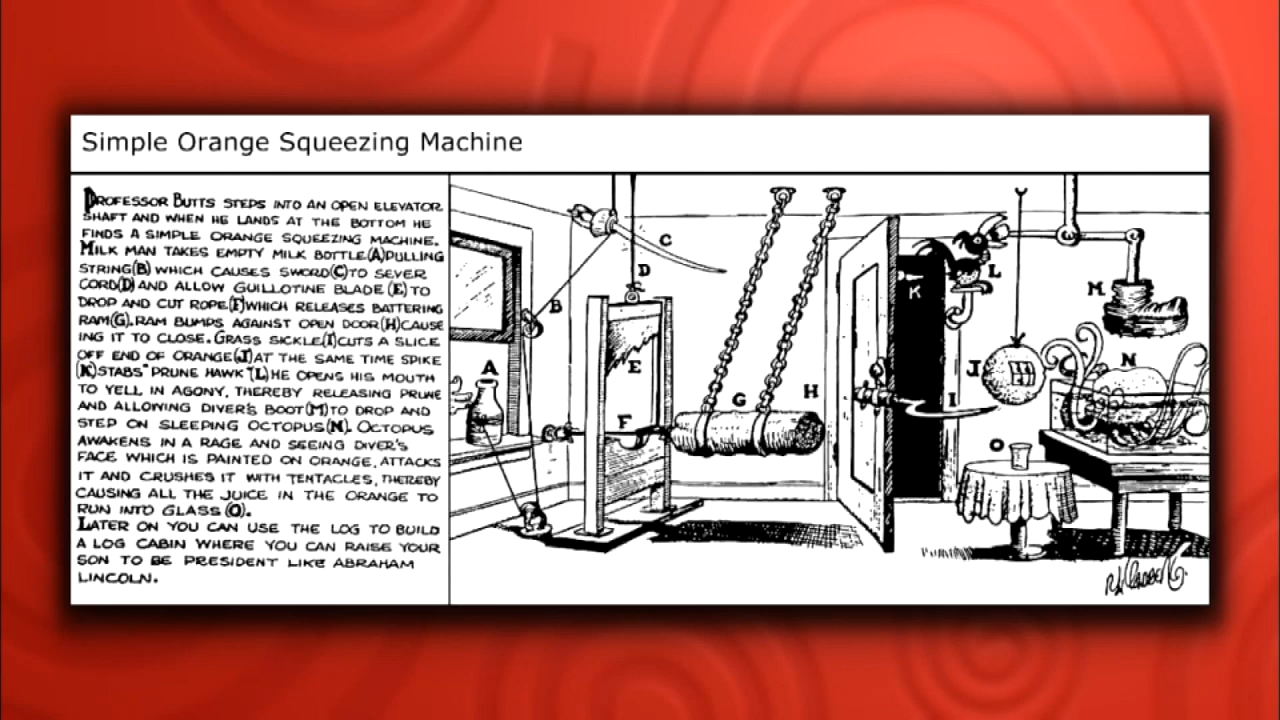 Simple Orange Squeezing Machine
PROFESSOR BUTTS STEPS INTO AN OPEN ELEVATOR
SHAFT AND WHEN HE LANDS AT THE BOTTOM HE
FINDS A SIMPLE ORANGE SQUEEZING MACHINE.
MILK MAN TAKES EMPTY MILK BOTTLE(A)PULLING
STRING(B)WHICH CAUSES SWORD(C)TO SEVER
CORD(D)AND ALLOW GUILLOTINE BLADE(E)TO
DROP AND CUT ROPE(F)WHICH RELEASES BATTERING
RAM(G). RAM BUMPS AGAINST OPEN DOOR(H)CAUS
ING IT TO CLOSE. GRASS SICKLE(I)CUTS A SLICE
OFF END OF ORANGE(J)AT THE SAME TIME SPIKE
(K)STABS "PRUNE HAWK"(L)HE OPENS HIS MOUTH
TO YELL IN AGONY, THEREBY RELEASING PRUNE
AND ALLOWING DIVER'S BOOT(M)TO DROP AND
STEP ON SLEEPING OCTOPUS(N). OCTOPUS
AWAKENS IN A RAGE AND SEEING DIVER'S
FACE WHICH IS PAINTED ON ORANGE, ATTACKS
IT AND CRUSHES IT WITH TENTACLES, THEREBY
CAUSING ALL THE JUICE IN THE ORANGE TO
RUN INTO GLASS(O).
LATER ON YOU CAN USE THE LOG TO BUILD
A LOG CABIN WHERE YOU CAN RAISE YOUR
SON TO BE PRESIDENT LIKE ABRAHAM
LINCOLN.
A
B
C
D
E
F
G
H
I
J
K
L
M
N
O